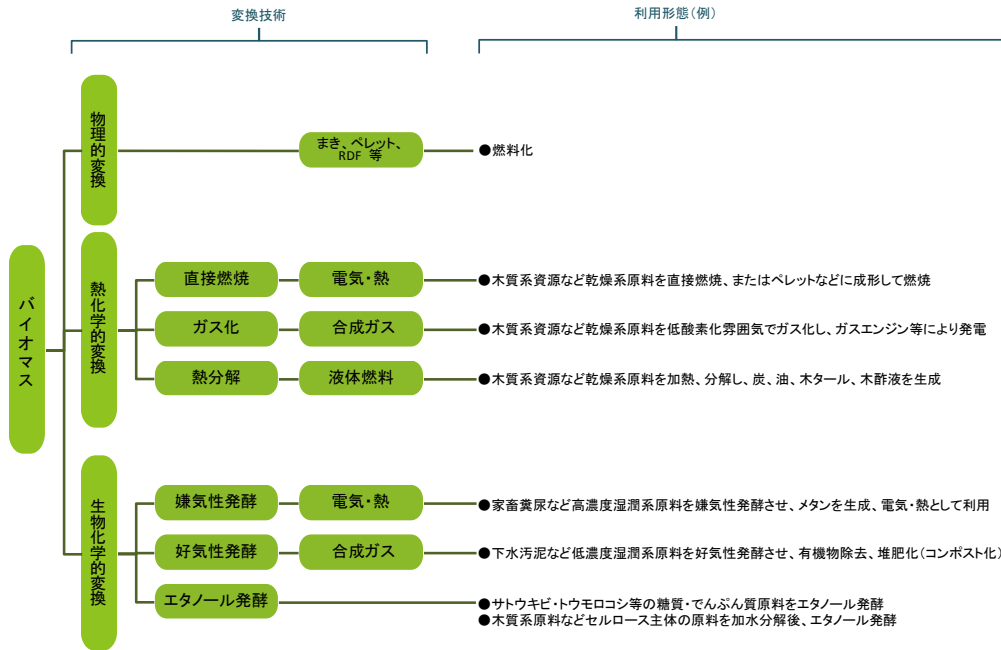 変換技術
利用形態（例）
バイオマス
物理的変換
まき、ペレット、
RDF 等
●燃料化
熱化学的変換
直接燃焼
電気・熱
●木質系資源など乾燥系原料を直接燃焼、またはペレットなどに成形して燃焼
ガス化
合成ガス
●木質系資源など乾燥系原料を低酸素化雰囲気でガス化し、ガスエンジン等により発電
熱分解
液体燃料
●木質系資源など乾燥系原料を加熱、分解し、炭、油、木タール、木酢液を生成
生物化学的変換
嫌気性発酵
電気・熱
●家畜糞尿など高濃度湿潤系原料を嫌気性発酵させ、メタンを生成、電気・熱として利用
好気性発酵
合成ガス
●下水汚泥など低濃度湿潤系原料を好気性発酵させ、有機物除去、堆肥化（コンポスト化）
エタノール発酵
●サトウキビ・トウモロコシ等の糖質・でんぷん質原料をエタノール発酵
●木質系原料などセルロース主体の原料を加水分解後、エタノール発酵